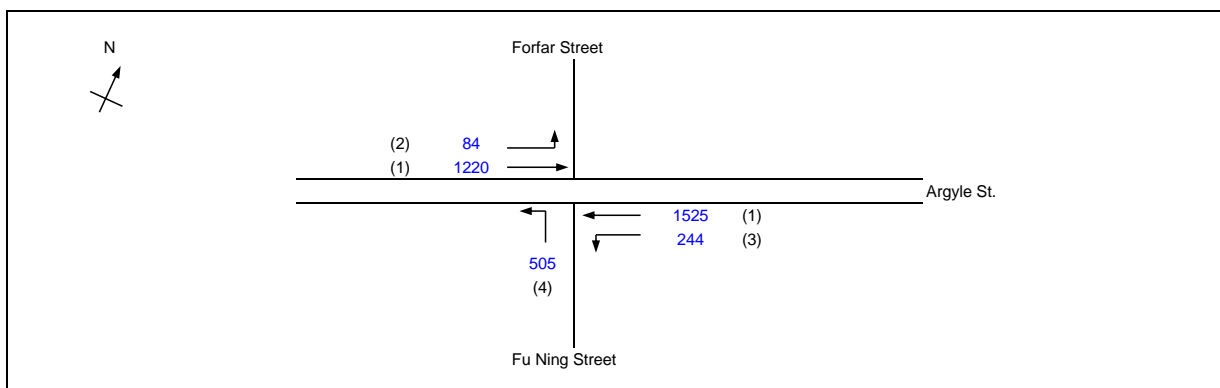 N
Forfar Street
(2) 84
(1) 1220
Argyle St.
1525 (1)
244 (3)
505
(4)
Fu Ning Street